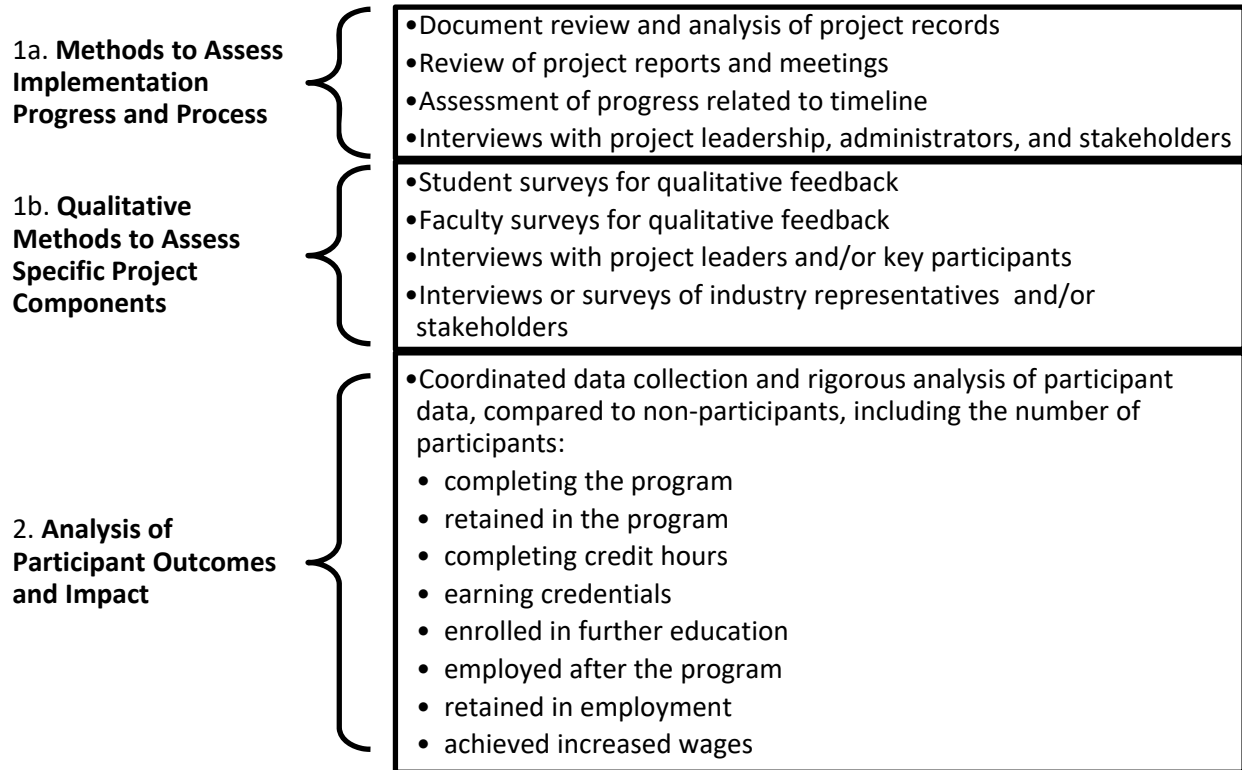 1a. Methods to Assess
Implementation
Progress and Process
•Document review and analysis of project records
•Review of project reports and meetings
•Assessment of progress related to timeline
•Interviews with project leadership, administrators, and stakeholders
1b. Qualitative
Methods to Assess
Specific Project
Components
•Student surveys for qualitative feedback
•Faculty surveys for qualitative feedback
•Interviews with project leaders and/or key participants
•Interviews or surveys of industry representatives and/or
stakeholders
2. Analysis of
Participant Outcomes
and Impact
•Coordinated data collection and rigorous analysis of participant
data, compared to non-participants, including the number of
participants:
• completing the program
• retained in the program
• completing credit hours
• earning credentials
• enrolled in further education
• employed after the program
• retained in employment
• achieved increased wages